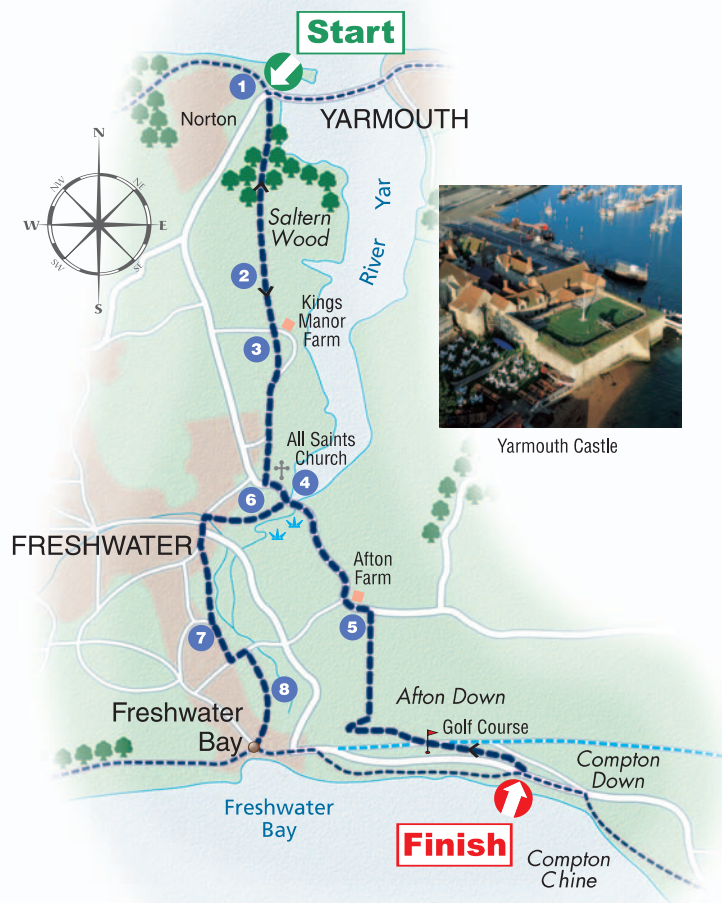 Start
1
Norton
YARMOUTH
N
NW
NE
W
E
SW
SE
S
Saltern
Wood
River Yar
2
Kings
Manor
Farm
3
Yarmouth Castle
All Saints
Church
4
6
FRESHWATER
Afton
Farm
5
7
8
Afton Down
Freshwater
Bay
Golf Course
Compton
Down
Freshwater
Bay
Finish
Compton
Chine